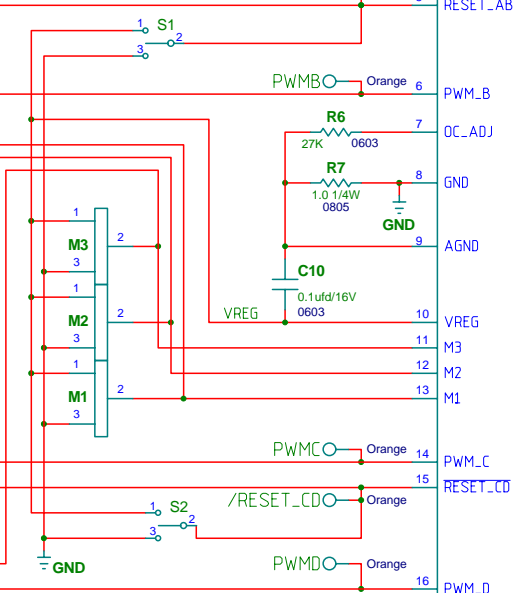 RESET_AB
S1
1
2
3
PWMB
Orange
6
PWM_B
R6
27K
0603
7
OC_ADJ
R7
1.0 1/4W
0805
8
GND
GND
1
M3
2
3
9
AGND
C10
0.1ufd/16V
0603
1
M2
2
3
VREG
10
VREG
11
M3
12
M2
1
M1
2
3
13
M1
PWMC
Orange
14
PWM_C
15
RESET_CD
/RESET_CD
Orange
S2
1
2
3
GND
PWMD
Orange
16
PWM_D